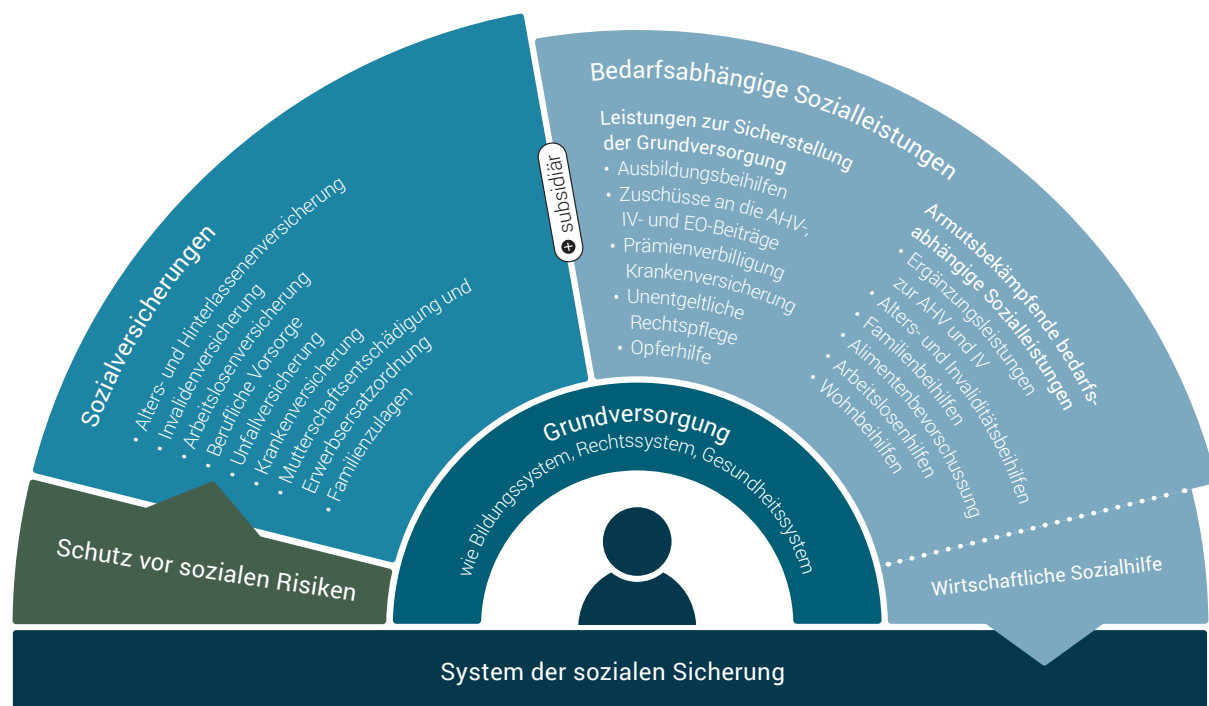 Sozialversicherungen
• Alters- und Hinterlassenenversicherung
• Invalidenversicherung
• Arbeitslosenversicherung
• Berufliche Vorsorge
• Unfallversicherung
• Krankenversicherung
• Mutterschaftsentschädigung und
Erwerbsersatzordnung
• Familienzulagen
subsidiär
Bedarfsabhängige Sozialleistungen
Leistungen zur Sicherstellung
der Grundversorgung
• Ausbildungsbeihilfen
• Zuschüsse an die AHV-,
IV- und EO-Beiträge
• Prämienverbilligung
Krankenversicherung
• Unentgeltliche
Rechtspflege
• Opferhilfe
Armutsbekämpfende bedarfs-
abhängige Sozialleistungen
• Ergänzungsleistungen
zur AHV und IV
• Alters- und Invaliditätsbeihilfen
• Familienbeihilfen
• Alimentenbevorschussung
• Arbeitslosenhilfen
• Wohnbeihilfen
Grundversorgung
wie Bildungssystem, Rechtssystem, Gesundheitssystem
Schutz vor sozialen Risiken
Wirtschaftliche Sozialhilfe
System der sozialen Sicherung